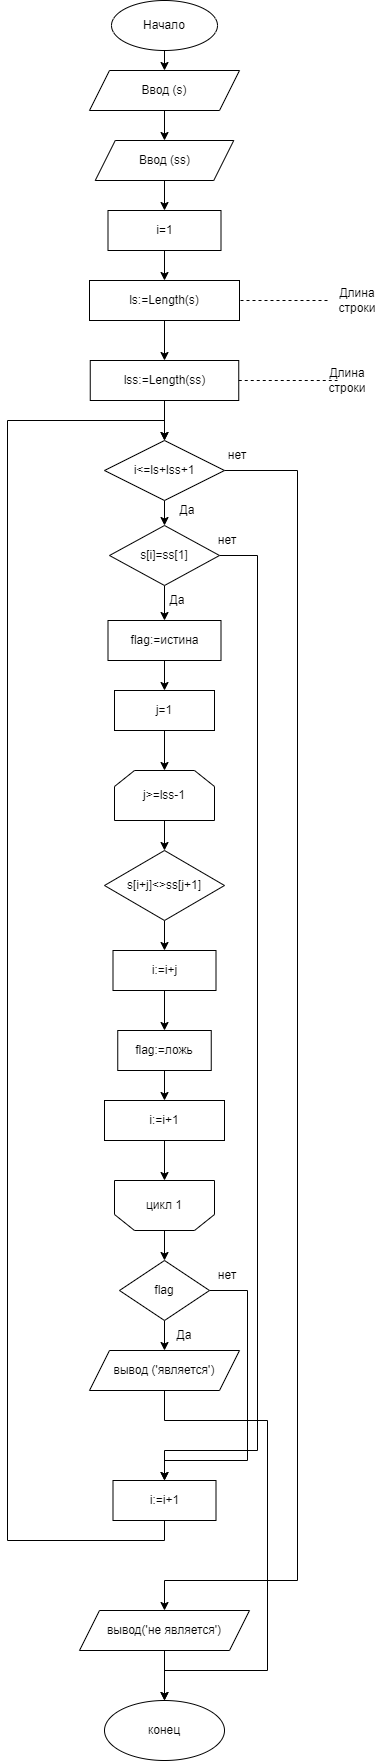 Начало
Ввод (s)
Ввод (ss)
i=1
ls:=Length(s)
Длина
строки
lss:=Length(ss)
Длина
строки
i<=ls+lss+1
нет
Да
s[i]=ss[1]
нет
Да
flag:=истина
j=1
j>=lss-1
s[i+j]<>ss[j+1]
i:=i+j
flag:=ложь
i:=i+1
цикл 1
flag
нет
Да
вывод ('является')
i:=i+1
вывод('не является')
конец